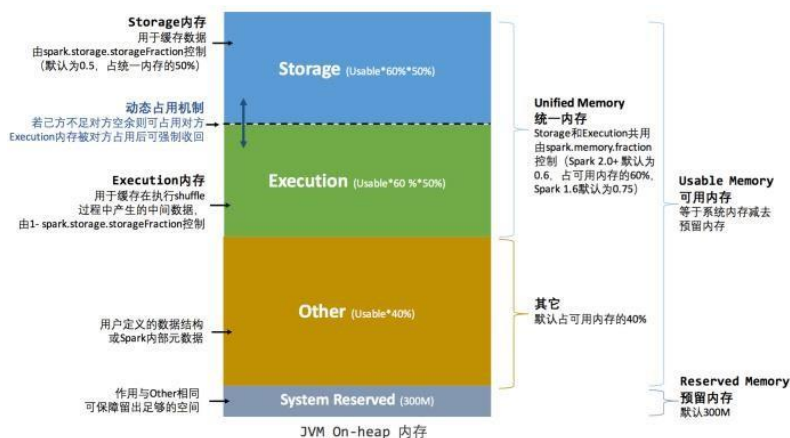 Storage内存
用于缓存数据
由spark.storage.storageFraction控制
（默认为0.5，占统一内存的50%）
动态占用机制
若己方不足对方空余则可占用对方
Execution内存被对方占用后可强制收回
Execution内存
用于缓存在执行shuffle
过程中产生的中间数据，
由1- spark.storage.storageFraction控制
用户定义的数据结构
或Spark内部元数据
作用与Other相同
可保障留出足够的空间
Storage (Usable*60%*50%)
Execution (Usable*60 %*50%)
Other (Usable*40%)
System Reserved (300M)
JVM On-heap 内存
Unified Memory
统一内存
Storage和Execution共用
由spark.memory.fraction
控制（Spark 2.0+ 默认为
0.6，占可用内存的60%，
Spark 1.6默认为0.75）
其它
默认占可用内存的40%
Usable Memory
可用内存
等于系统内存减去
预留内存
Reserved Memory
预留内存
默认300M